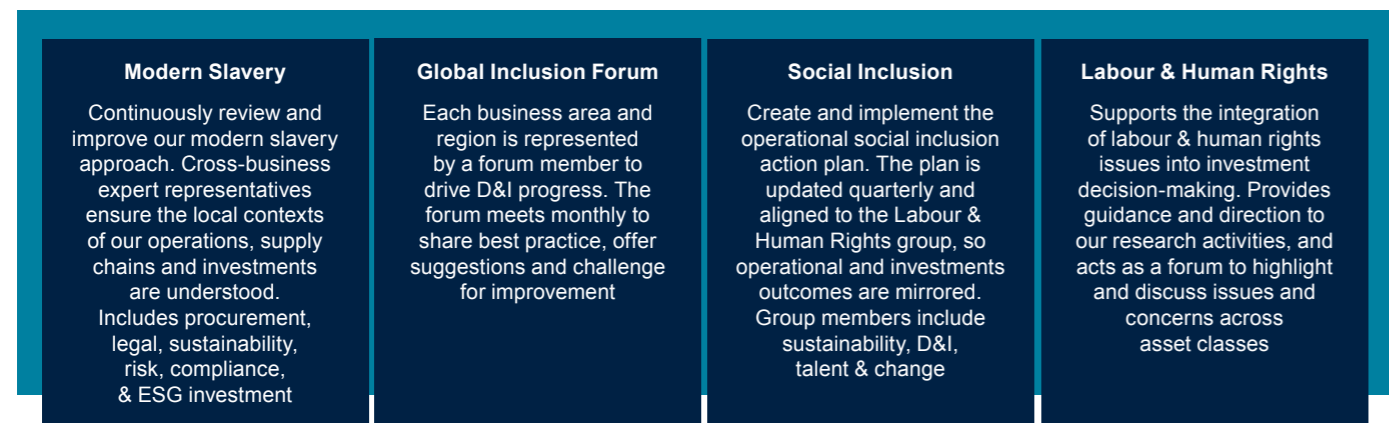 Modern Slavery
Continuously review and
improve our modern slavery
approach. Cross-business
expert representatives
ensure the local contexts
of our operations, supply
chains and investments
are understood.
Includes procurement,
legal, sustainability,
risk, compliance,
& ESG investment
Global Inclusion Forum
Each business area and
region is represented
by a forum member to
drive D&I progress. The
forum meets monthly to
share best practice, offer
suggestions and challenge
for improvement
Social Inclusion
Create and implement the
operational social inclusion
action plan. The plan is
updated quarterly and
aligned to the Labour &
Human Rights group, so
operational and investments
outcomes are mirrored.
Group members include
sustainability, D&I,
talent & change
Labour & Human Rights
Supports the integration
of labour & human rights
issues into investment
decision-making. Provides
guidance and direction to
our research activities, and
acts as a forum to highlight
and discuss issues and
concerns across
asset classes